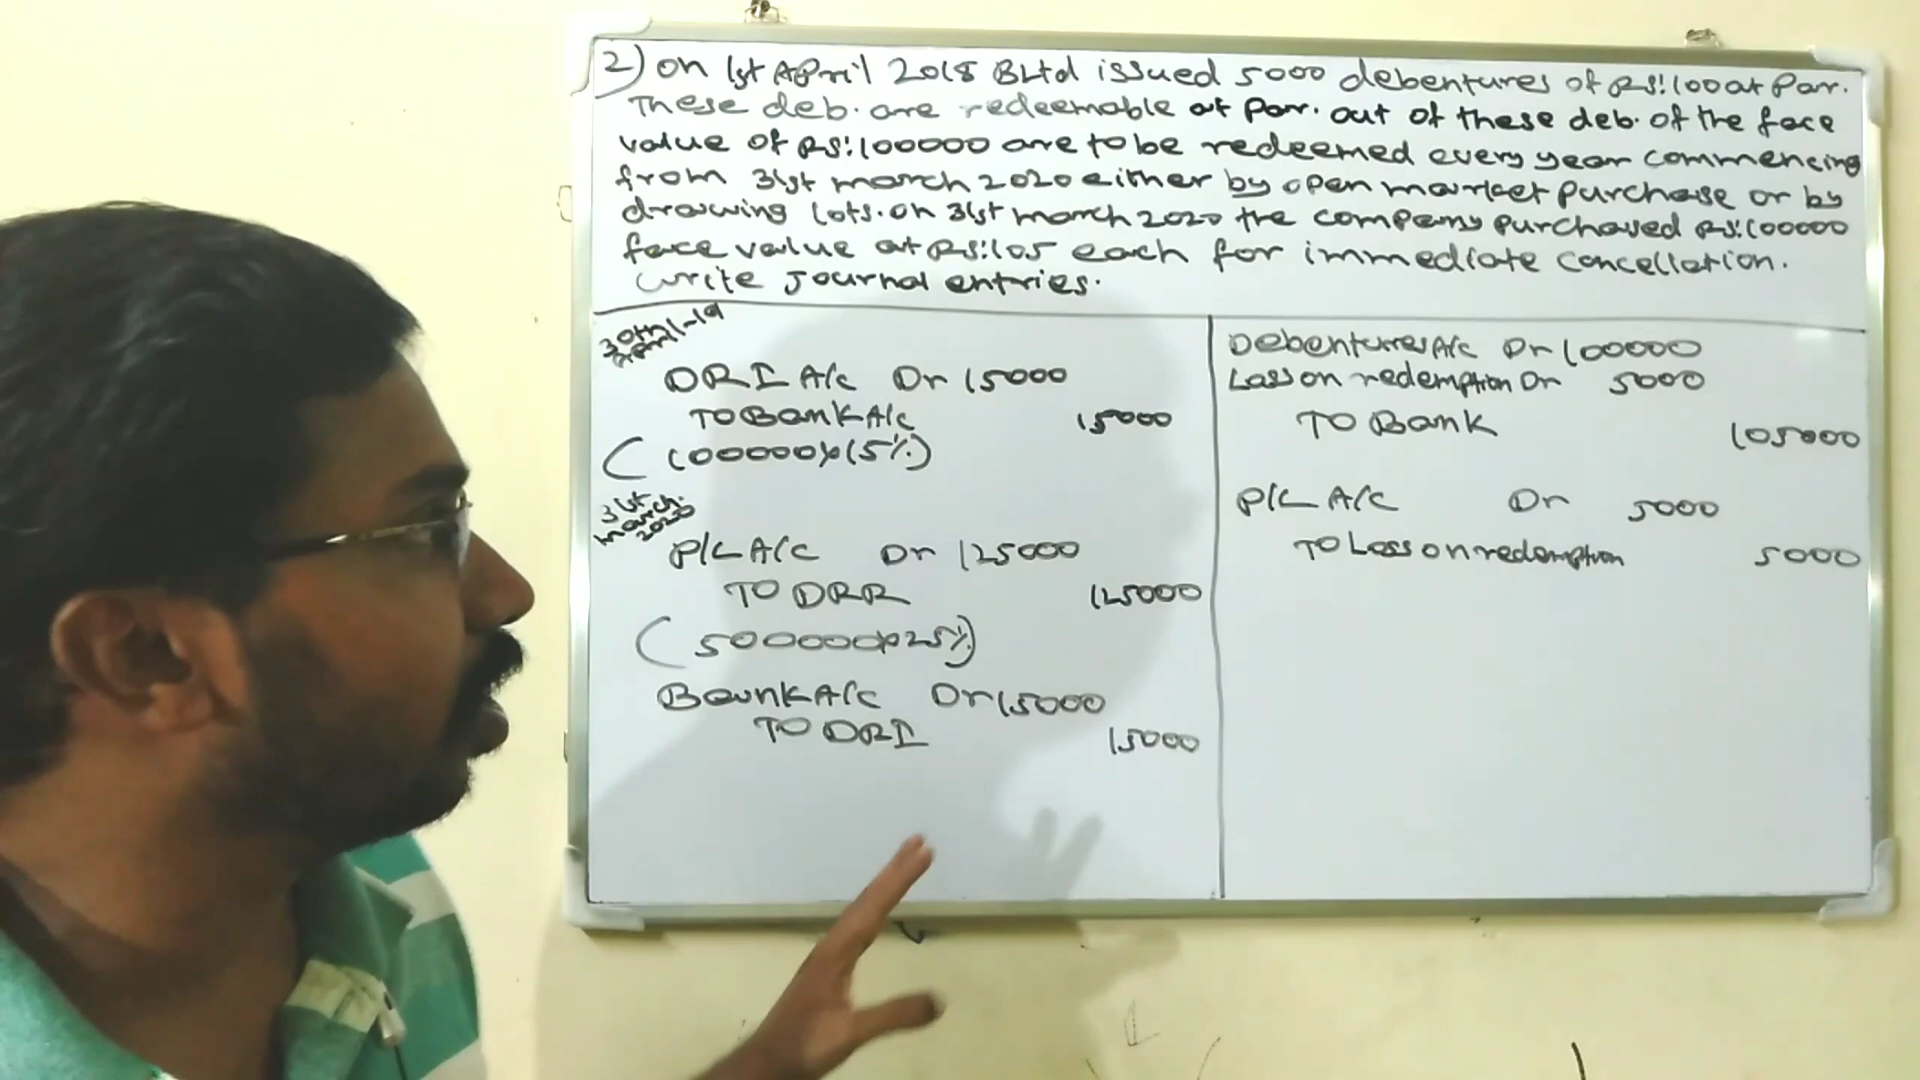 2) on 1st April 2018 BLtd issued 5000 debentures of Rs:100 at Par.
These deb. are redeemable at par. out of these deb. of the face
value of Rs:100000 are to be redeemed every year commencing
from 31st march 2020 either by open market purchase or by
drawing lots. on 31st march 2020 the company purchased Rs:100000
face value at Rs:105 each for immediate cancellation.
write Journal entries.
30th April-19
DRI A/c Dr 15000
To Bank A/c 15000
(100000x15%)
31st march. 2020
P/L A/c Dr 125000
To DRR 125000
(500000x25%)
Bank A/c Dr 15000
To DRI 15000
Debentures A/c Dr 100000
Loss on redemption Dr 5000
To Bank 105000
P/L A/c Dr 5000
To Loss on redemption 5000